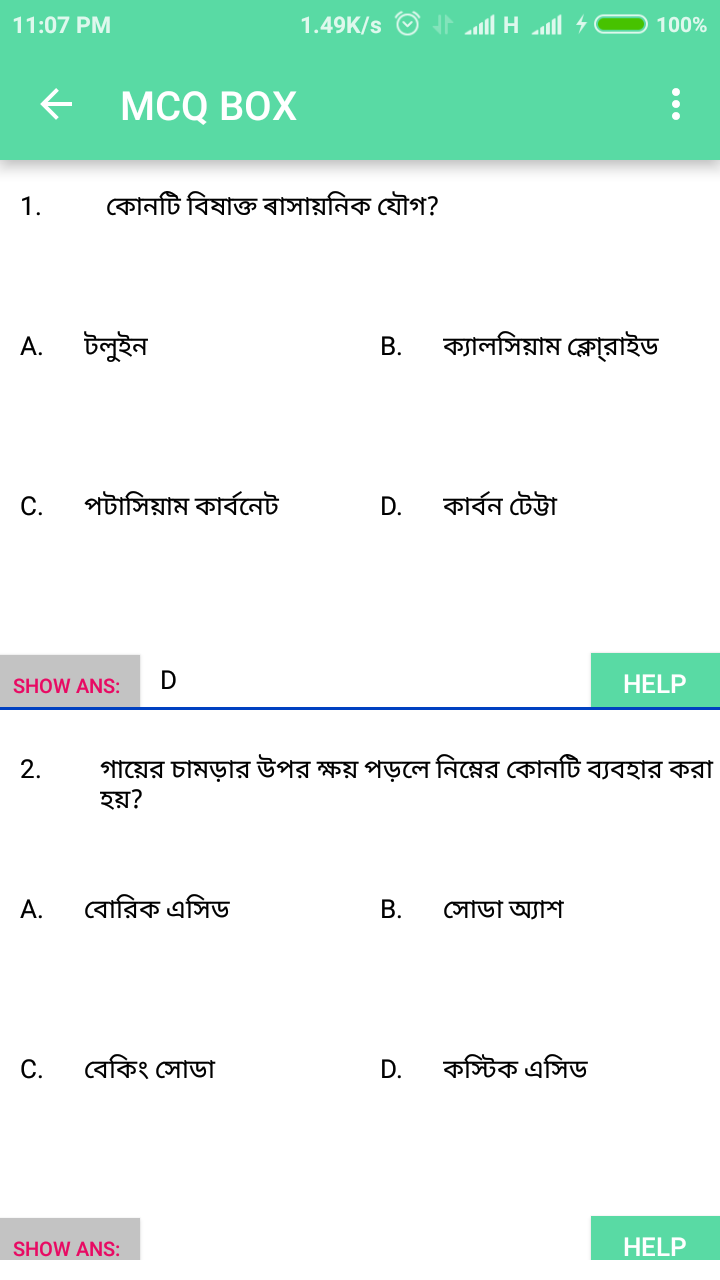 11:07 PM 1.49K/s H 100%
MCQ BOX
1. কোনটি বিষাক্ত ৰাসায়নিক যৌগ?
A. টলুইন B. ক্যালসিয়াম ক্লো্রাইড
C. পটাসিয়াম কার্বনেট D. কার্বন টেট্টা
SHOW ANS: D HELP
2. গায়ের চামড়ার উপর ক্ষয় পড়লে নিম্নের কোনটি ব্যবহার করা
হয়?
A. বোরিক এসিড B. সোডা অ্যাশ
C. বেকিং সোডা D. কস্টিক এসিড
SHOW ANS: HELP